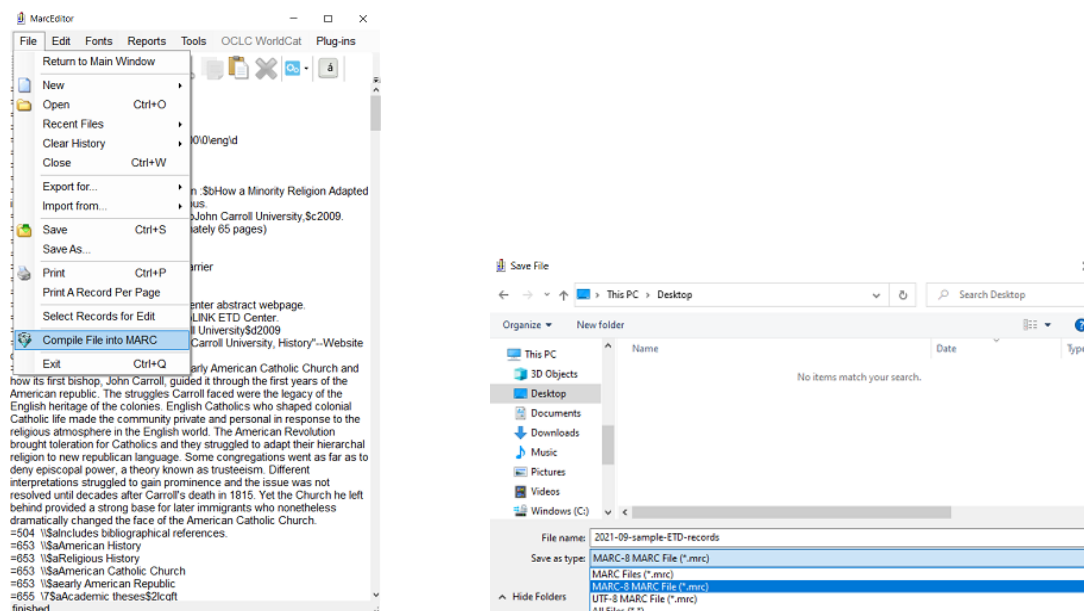 MarcEditor
File Edit Fonts Reports Tools OCLC WorldCat Plug-ins
Return to Main Window
New
Open Ctrl+O
Recent Files
Clear History
Close Ctrl+W
Export for...
Import from...
Save Ctrl+S
Save As...
Print Ctrl+P
Print A Record Per Page
Select Records for Edit
Compile File into MARC
Exit Ctrl+Q
á
00\0\eng\d
n :$bHow a Minority Religion Adapted
us.
John Carroll University,$c2009.
ately 65 pages)
arrier
enter abstract webpage.
LINK ETD Center.
ll University$d2009
Carroll University, History"--Website
arly American Catholic Church and
how its first bishop, John Carroll, guided it through the first years of the
American republic. The struggles Carroll faced were the legacy of the
English heritage of the colonies. English Catholics who shaped colonial
Catholic life made the community private and personal in response to the
religious atmosphere in the English world. The American Revolution
brought toleration for Catholics and they struggled to adapt their hierarchal
religion to new republican language. Some congregations went as far as to
deny episcopal power, a theory known as trusteeism. Different
interpretations struggled to gain prominence and the issue was not
resolved until decades after Carroll's death in 1815. Yet the Church he left
behind provided a strong base for later immigrants who nonetheless
dramatically changed the face of the American Catholic Church.
=504 \\$aIncludes bibliographical references.
=653 \\$aAmerican History
=653 \\$aReligious History
=653 \\$aAmerican Catholic Church
=653 \\$aearly American Republic
=655 \7$aAcademic theses$2lcgft
finished
Save File
This PC > Desktop
Search Desktop
Organize New folder
This PC
3D Objects
Desktop
Documents
Downloads
Music
Pictures
Videos
Windows (C:)
Name Date Type
No items match your search.
File name: 2021-09-sample-ETD-records
Save as type: MARC-8 MARC File (*.mrc)
MARC Files (*.mrc)
MARC-8 MARC File (*.mrc)
UTF-8 MARC File (*.mrc)
All Files (*.*)
Hide Folders